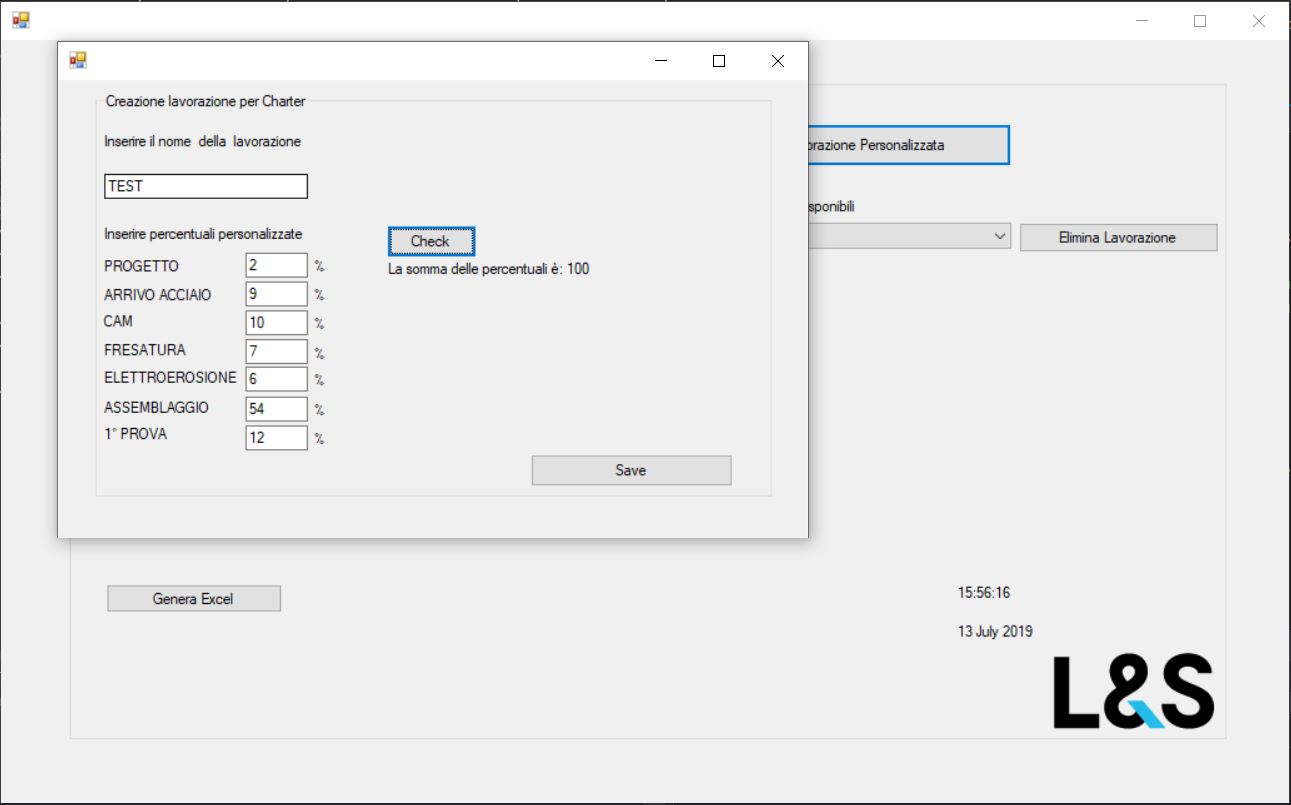 Creazione lavorazione per Charter
Inserire il nome della lavorazione
TEST
Inserire percentuali personalizzate
Check
La somma delle percentuali è: 100
PROGETTO 2 %
ARRIVO ACCIAIO 9 %
CAM 10 %
FRESATURA 7 %
ELETTROEROSIONE 6 %
ASSEMBLAGGIO 54 %
1° PROVA 12 %
Save
Personalizzata
Elimina Lavorazione
Genera Excel
15:56:16
13 July 2019
L&S